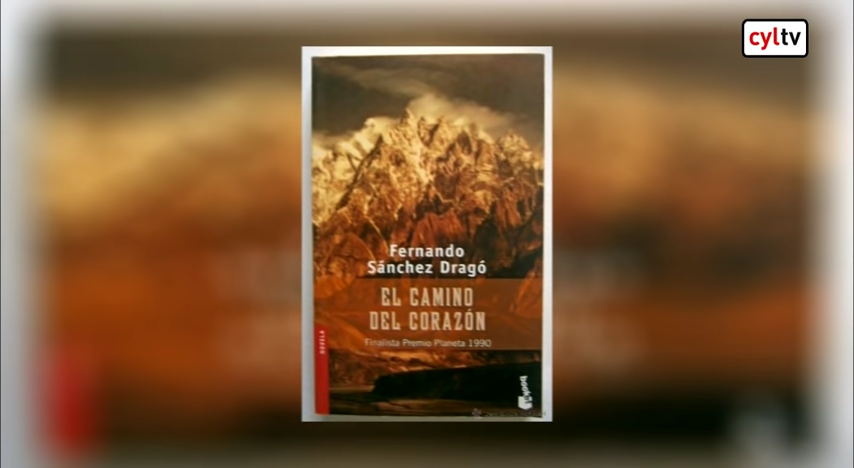 cyltv
Fernando
Sánchez Dragó
EL CAMINO
DEL CORAZÓN
Finalista Premio Planeta 1990
NOVELA
booket